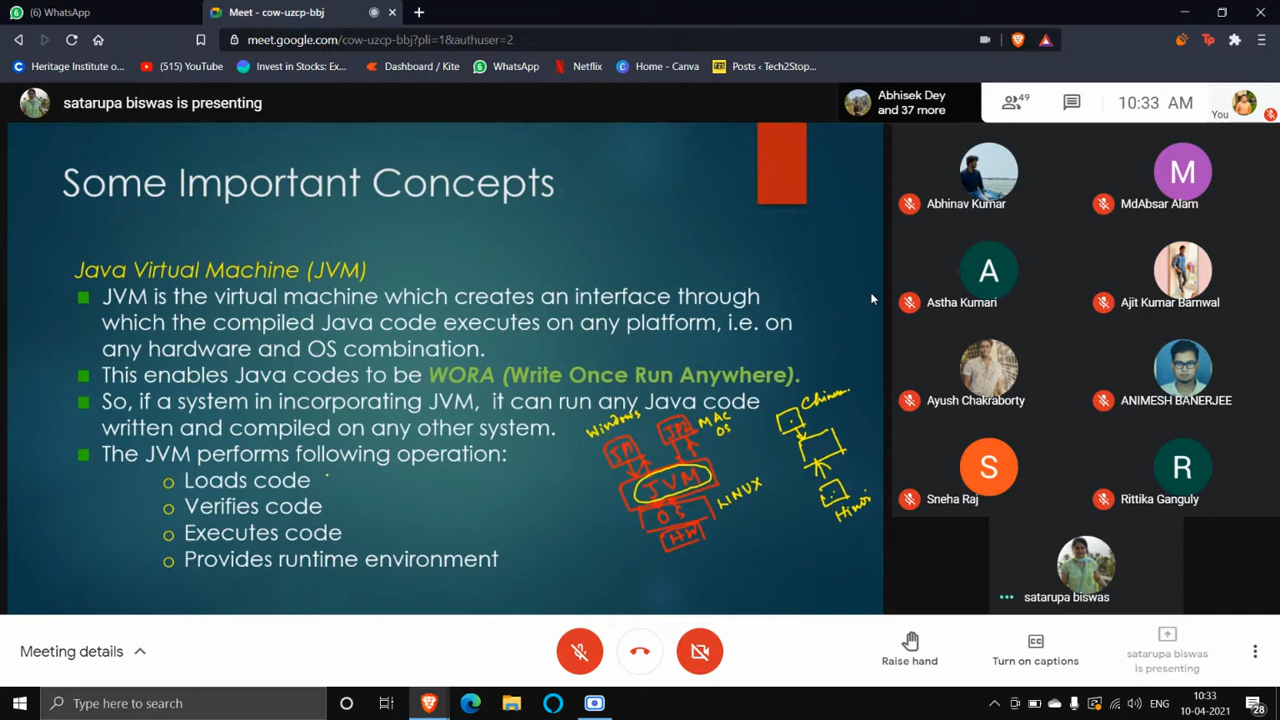 (6) WhatsApp
Meet - cow-uzcp-bbj
meet.google.com/cow-uzcp-bbj?pli=1&authuser=2
Tp
Heritage Institute o...
(515) YouTube
Invest in Stocks: Ex...
Dashboard / Kite
WhatsApp
Netflix
Home - Canva
Posts ‹ Tech2Stop...
satarupa biswas is presenting
Abhisek Dey
and 37 more
49
10:33 AM
You
Some Important Concepts
Java Virtual Machine (JVM)
JVM is the virtual machine which creates an interface through
which the compiled Java code executes on any platform, i.e. on
any hardware and OS combination.
This enables Java codes to be WORA (Write Once Run Anywhere).
So, if a system in incorporating JVM, it can run any Java code
written and compiled on any other system.
The JVM performs following operation:
Loads code
Verifies code
Executes code
Provides runtime environment
Windows
MAC
OS
JVM
OS
HW
LINUX
Hindi
Abhinav Kumar
M
MdAbsar Alam
A
Astha Kumari
Ajit Kumar Barnwal
Ayush Chakraborty
ANIMESH BANERJEE
S
Sneha Raj
R
Rittika Ganguly
satarupa biswas
Meeting details
Raise hand
Turn on captions
satarupa biswas
is presenting
Type here to search
ENG
10:33
10-04-2021
28